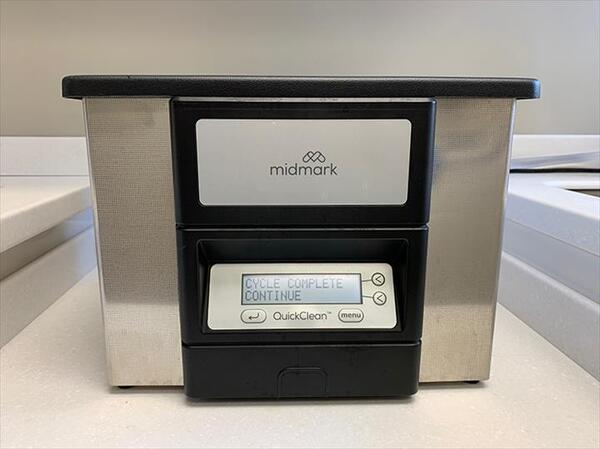 midmark
CYCLE COMPLETE
CONTINUE
QuickClean™
menu